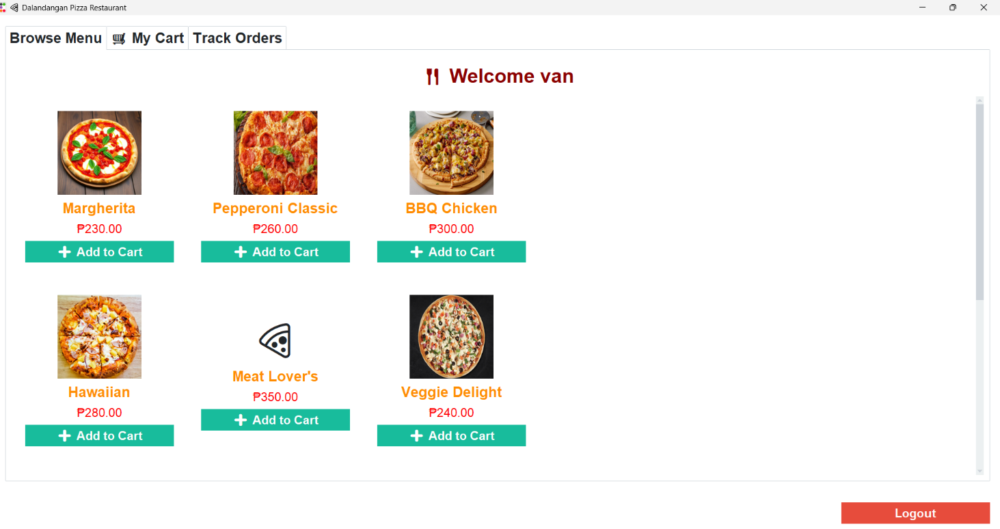 Dalandangan Pizza Restaurant
Browse Menu My Cart Track Orders
Welcome van
Margherita Pepperoni Classic BBQ Chicken
₱230.00 ₱260.00 ₱300.00
Add to Cart Add to Cart Add to Cart
Hawaiian Meat Lover's Veggie Delight
₱280.00 ₱350.00 ₱240.00
Add to Cart Add to Cart Add to Cart
Logout